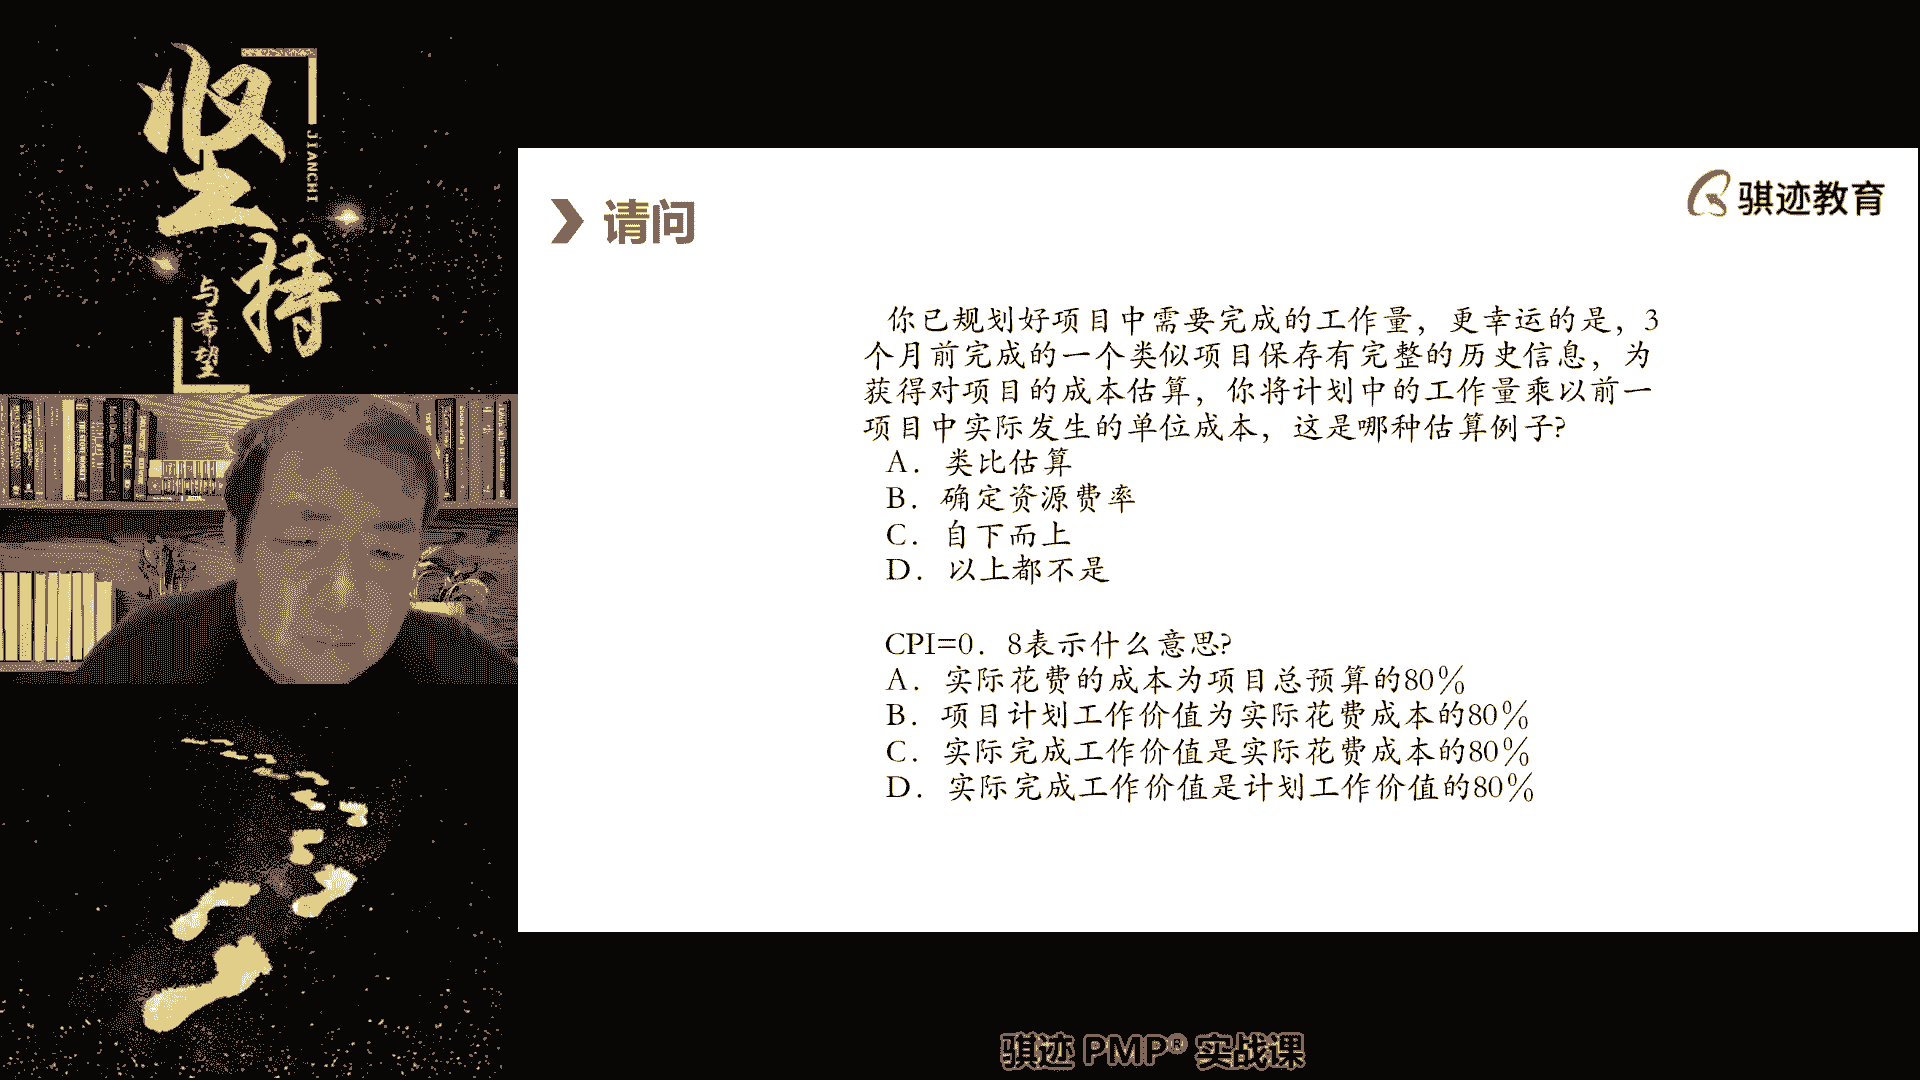 坚持
JIANCHI
与希望
骐迹教育
请问
你已规划好项目中需要完成的工作量，更幸运的是，3
个月前完成的一个类似项目保存有完整的历史信息，为
获得对项目的成本估算，你将计划中的工作量乘以前一
项目中实际发生的单位成本，这是哪种估算例子?
A． 类比估算
B．确定资源费率
C． 自下而上
D． 以上都不是
CPI=0．8表示什么意思?
A．实际花费的成本为项目总预算的80％
B．项目计划工作价值为实际花费成本的80％
C．实际完成工作价值是实际花费成本的80％
D．实际完成工作价值是计划工作价值的80％
骐迹 PMP® 实战课